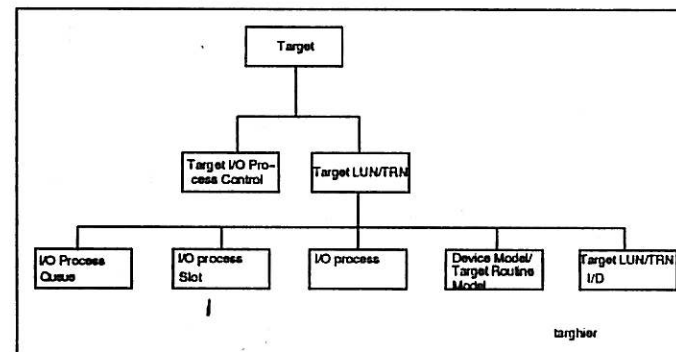 Target
Target I/O Pro-
cess Control
Target LUN/TRN
I/O Process
Queue
I/O process
Slot
I/O process
Device Model/
Target Routine
Model
Target LUN/TRN
I/D
targhier